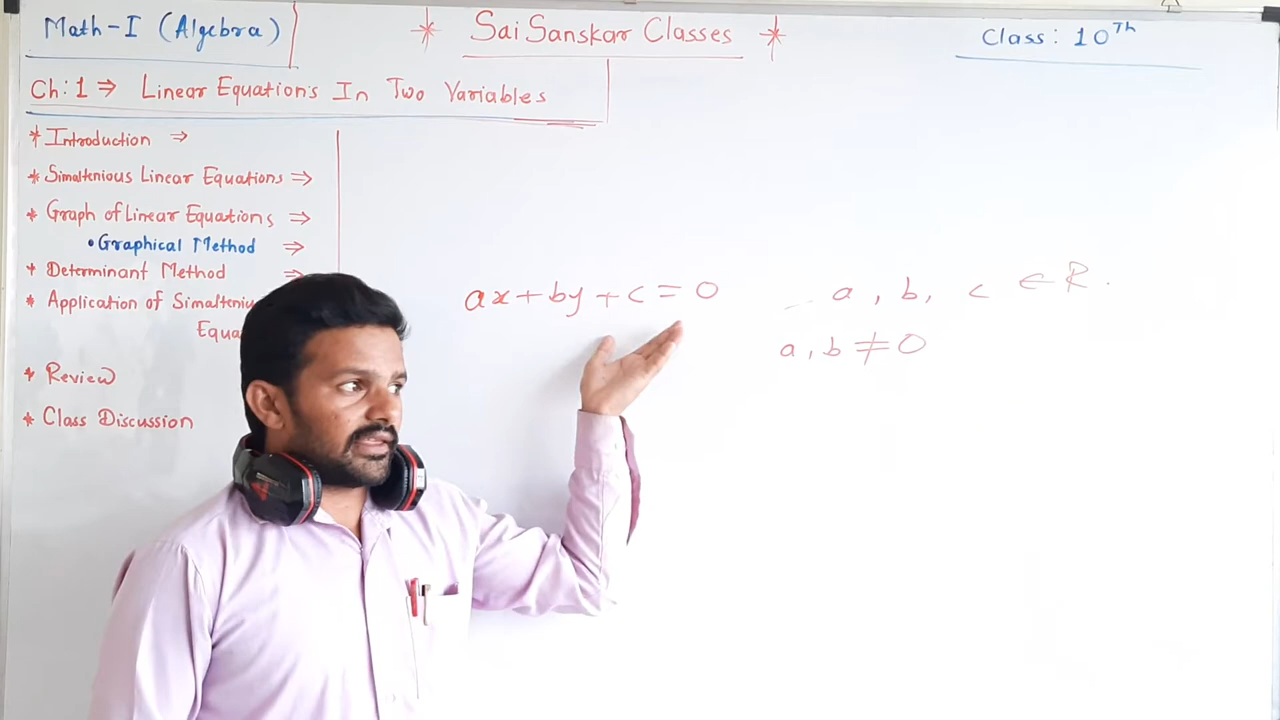 Math-I (Algebra)
* Sai Sanskar Classes *
Class: 10Th
Ch:1 ⇒ Linear Equations In Two Variables
* Introduction ⇒
* Simaltenious Linear Equations ⇒
* Graph of Linear Equations ⇒
• Graphical Method ⇒
* Determinant Method ⇒
* Application of Simalteniu
Equa
* Review
* Class Discussion
ax+by+c=0
a, b, c ∈ R.
a, b ≠ 0